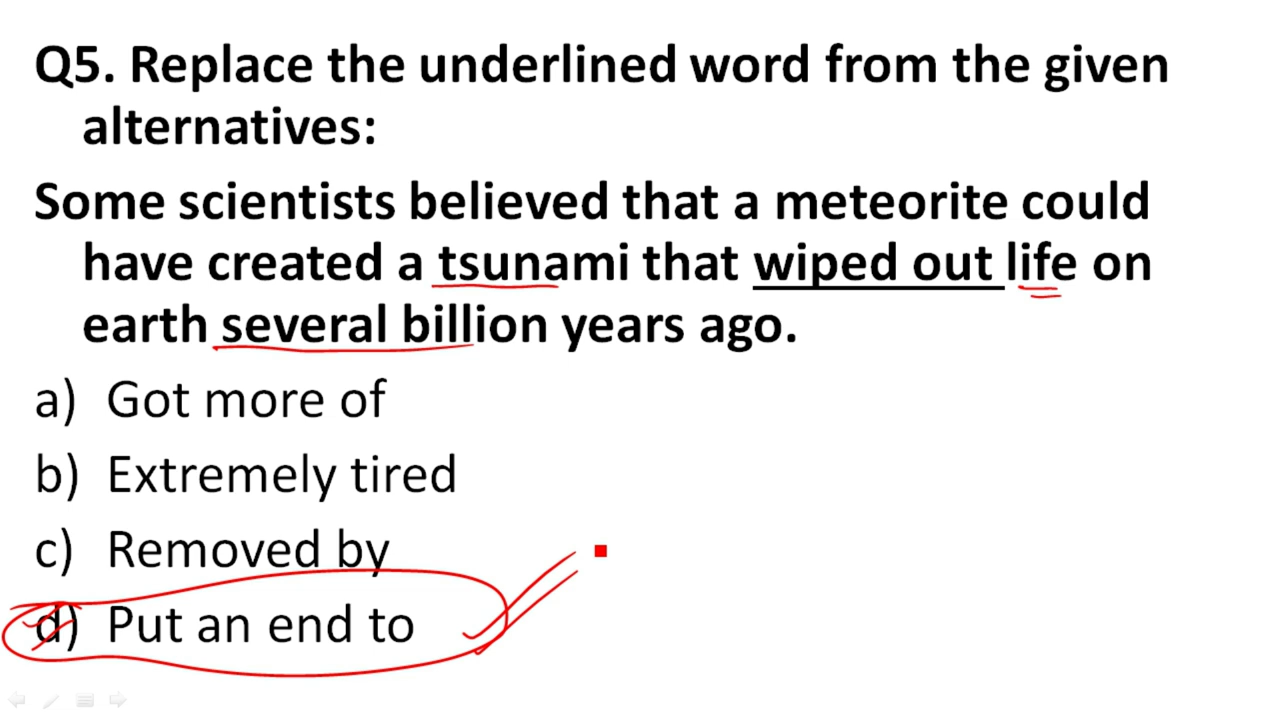 Q5. Replace the underlined word from the given
alternatives:
Some scientists believed that a meteorite could
have created a tsunami that wiped out life on
earth several billion years ago.
a) Got more of
b) Extremely tired
c) Removed by
d) Put an end to